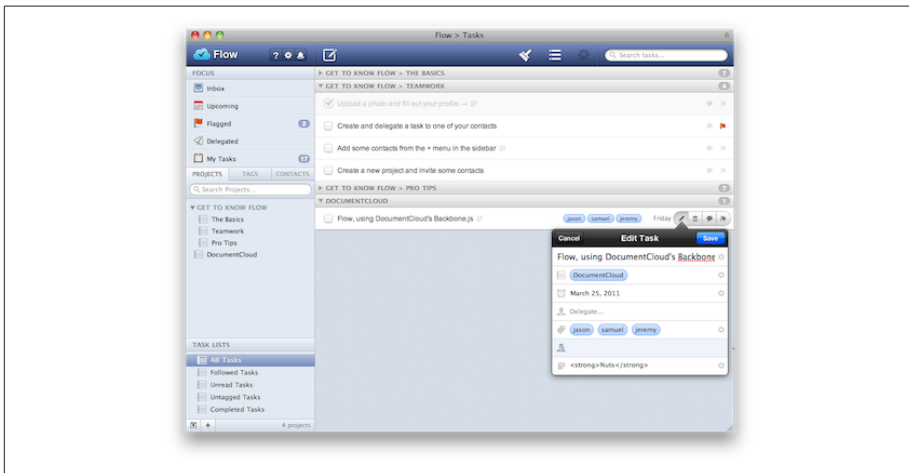 Flow > Tasks
Flow
?
Search tasks...
FOCUS
Inbox
Upcoming
Flagged 2
Delegated
My Tasks 17
PROJECTS TAGS CONTACTS
Search Projects...
GET TO KNOW FLOW
The Basics
Teamwork
Pro Tips
DocumentCloud
TASK LISTS
All Tasks
Followed Tasks
Unread Tasks
Untagged Tasks
Completed Tasks
+ 4 projects
GET TO KNOW FLOW > THE BASICS
GET TO KNOW FLOW > TEAMWORK 4
Upload a photo and fill out your profile →
Create and delegate a task to one of your contacts
Add some contacts from the + menu in the sidebar
Create a new project and invite some contacts
GET TO KNOW FLOW > PRO TIPS
DOCUMENTCLOUD 1
Flow, using DocumentCloud's Backbone.js jason samuel jeremy Friday
Cancel Edit Task Save
Flow, using DocumentCloud's Backbone
DocumentCloud
March 25, 2011
Delegate...
jason samuel jeremy
<strong>Nuts</strong>